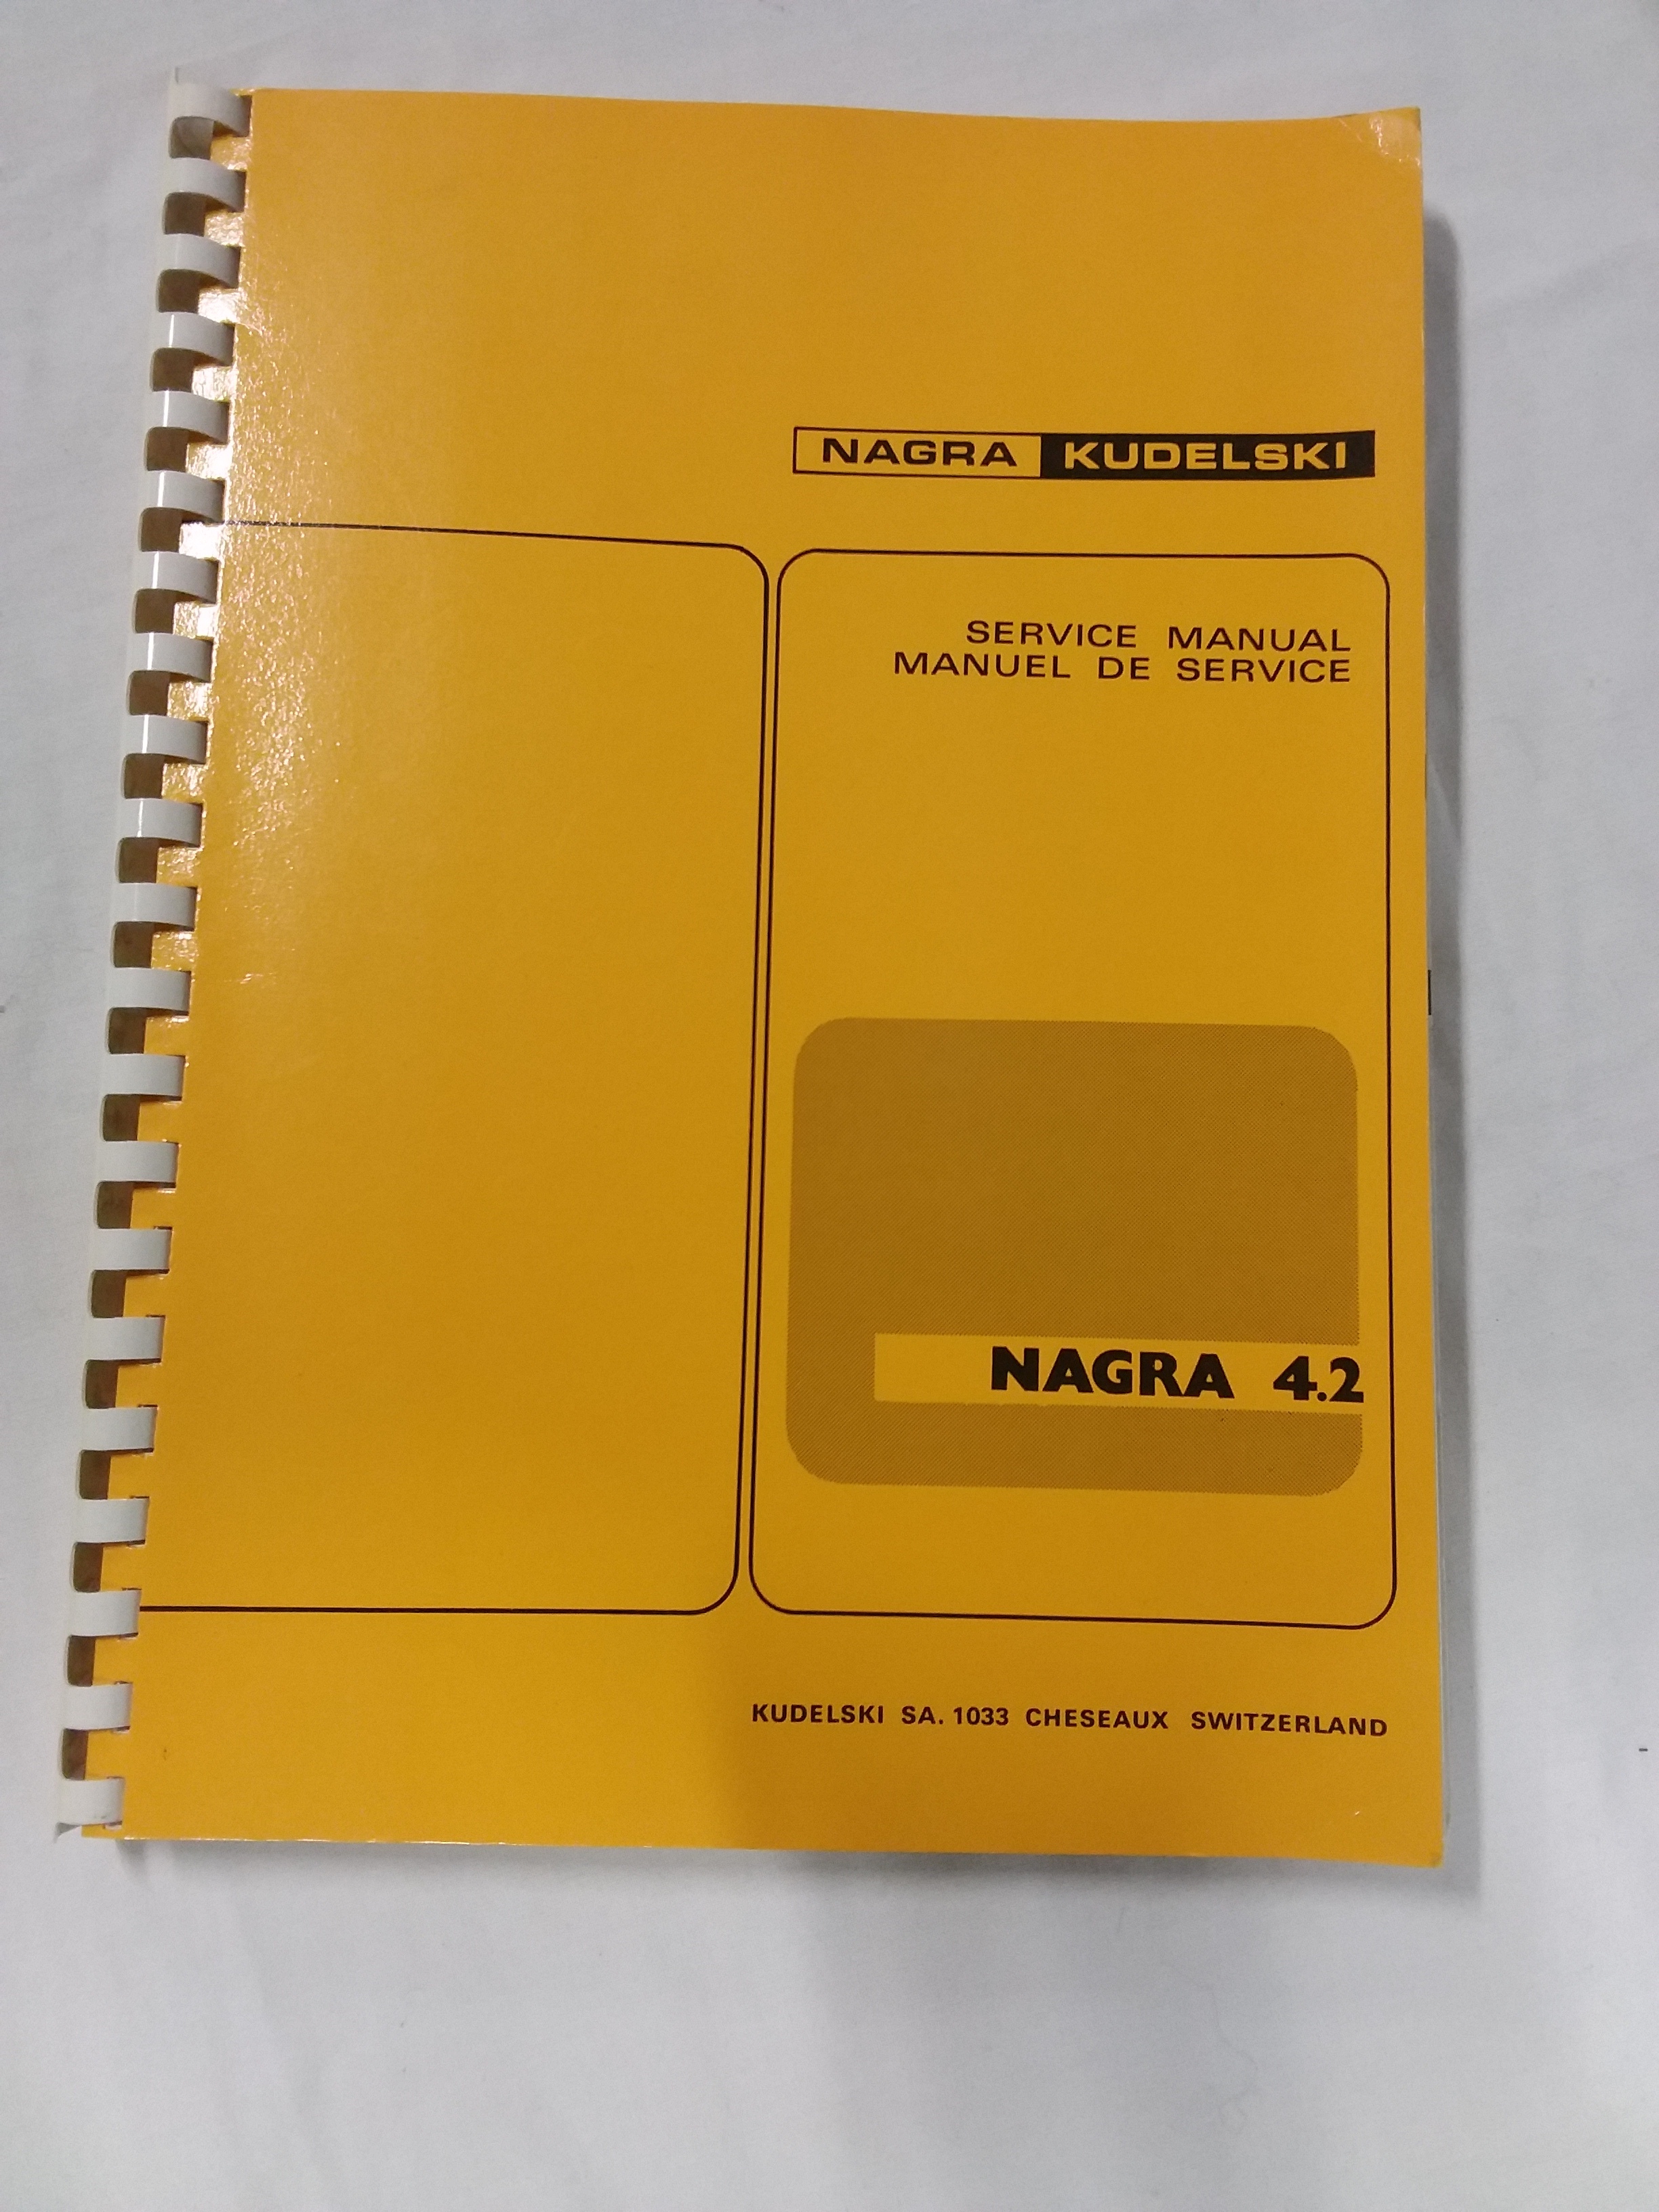 NAGRA KUDELSKI
SERVICE MANUAL
MANUEL DE SERVICE
NAGRA 4.2
KUDELSKI SA. 1033 CHESEAUX SWITZERLAND